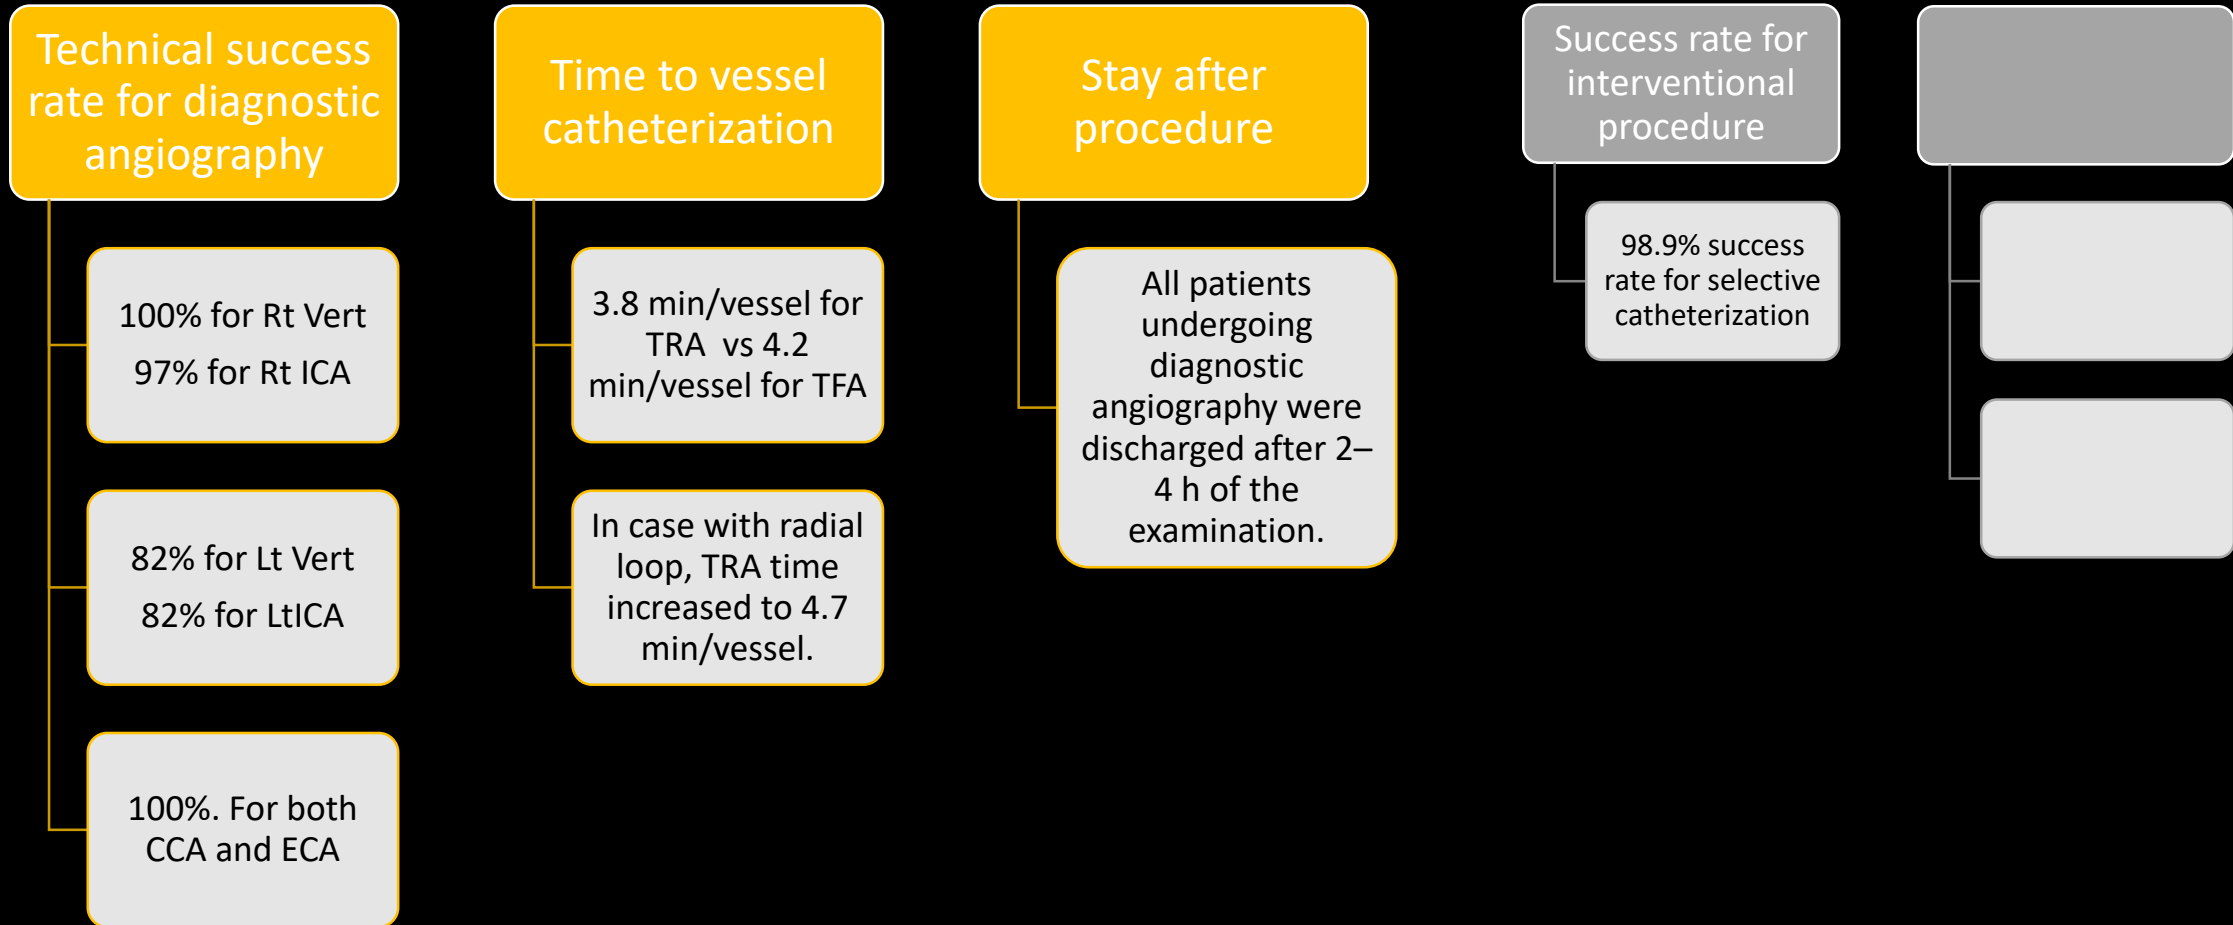 Technical success
rate for diagnostic
angiography
100% for Rt Vert
97% for Rt ICA
82% for Lt Vert
82% for LtICA
100%. For both
CCA and ECA
Time to vessel
catheterization
3.8 min/vessel for
TRA  vs 4.2
min/vessel for TFA
In case with radial
loop, TRA time
increased to 4.7
min/vessel.
Stay after
procedure
All patients
undergoing
diagnostic
angiography were
discharged after 2–
4 h of the
examination.
Success rate for
interventional
procedure
98.9% success
rate for selective
catheterization